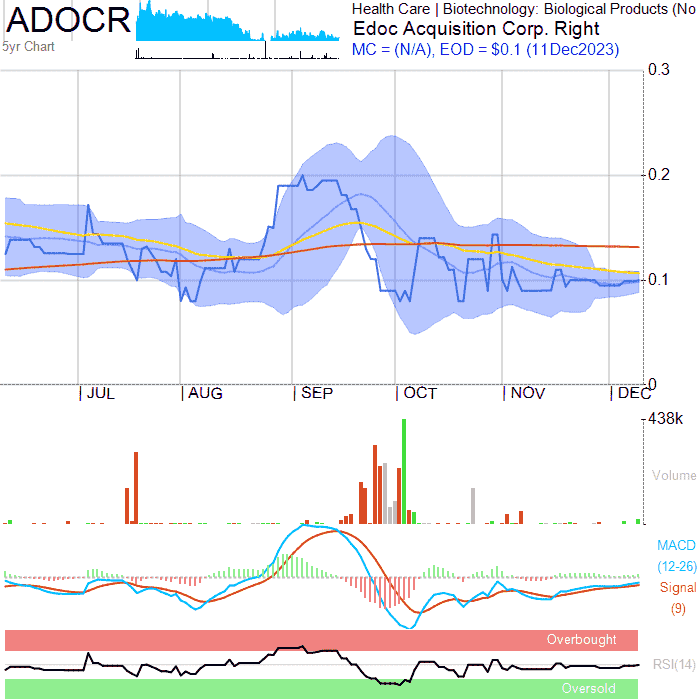 ADOCR
5yr Chart
Health Care | Biotechnology: Biological Products (No
Edoc Acquisition Corp. Right
MC = (N/A), EOD = $0.1 (11Dec2023)
0.3
0.2
0.1
0
JUL AUG SEP OCT NOV DEC
438k
Volume
MACD
(12-26)
Signal
(9)
Overbought
RSI(14)
Oversold